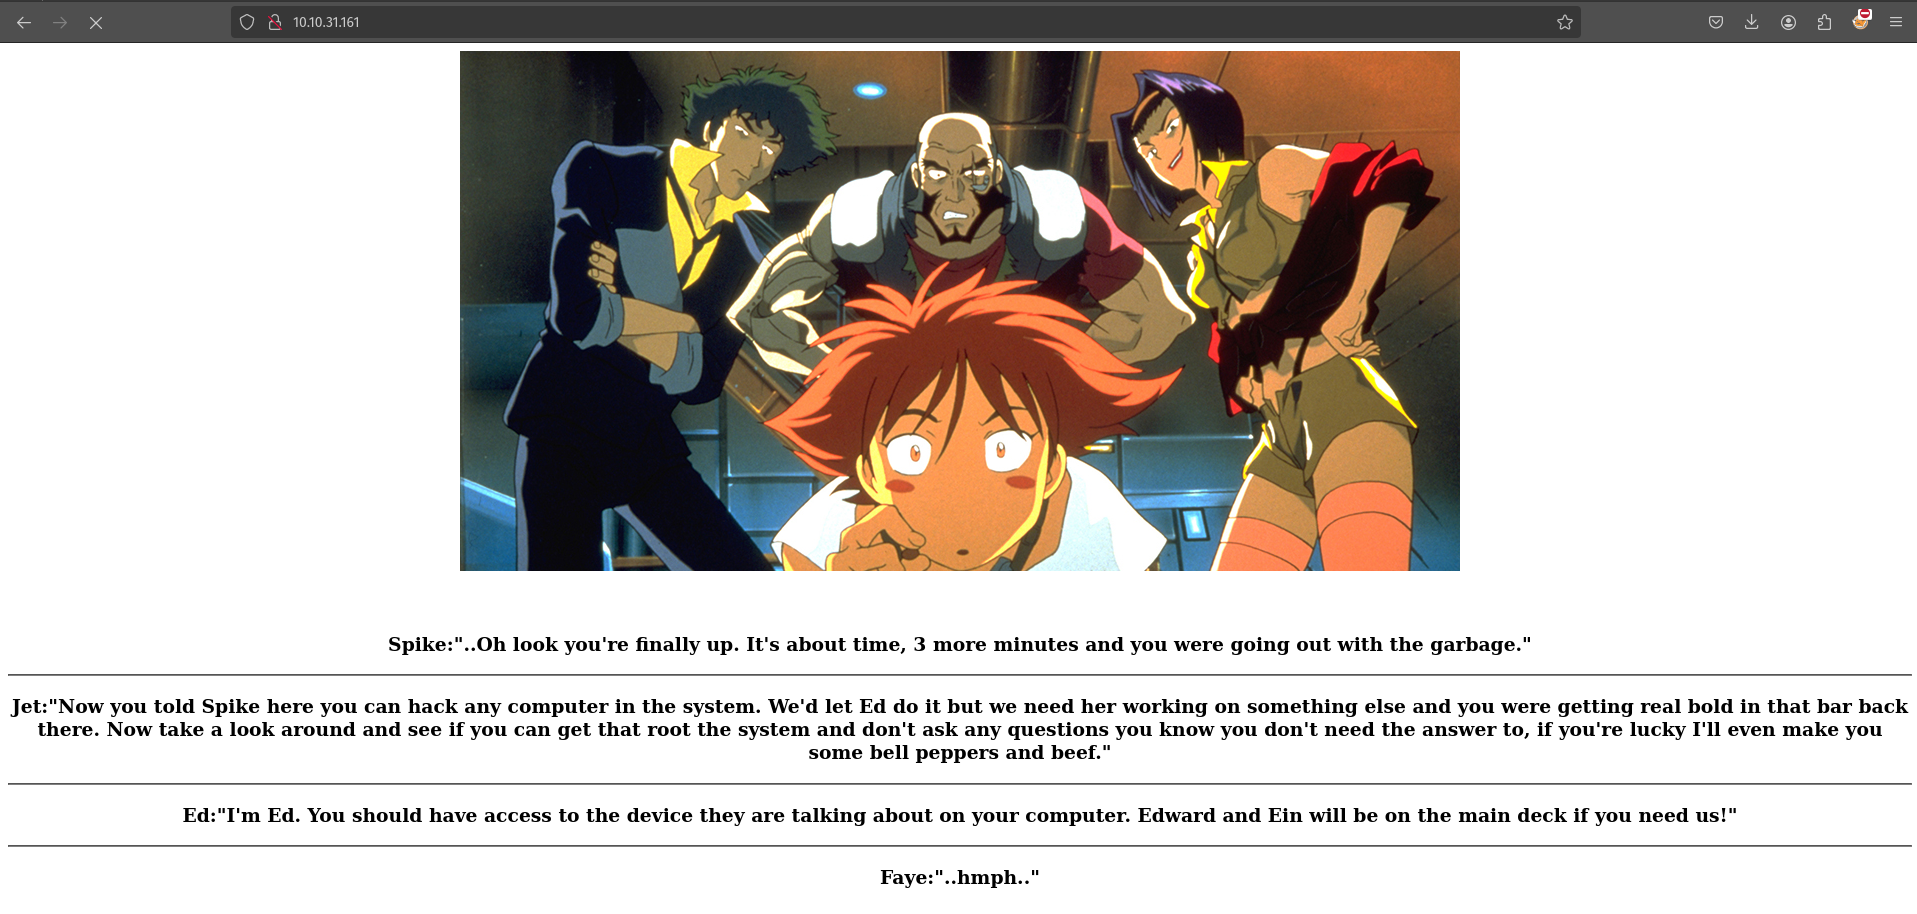 10.10.31.161
Spike:"..Oh look you're finally up. It's about time, 3 more minutes and you were going out with the garbage."
Jet:"Now you told Spike here you can hack any computer in the system. We'd let Ed do it but we need her working on something else and you were getting real bold in that bar back
there. Now take a look around and see if you can get that root the system and don't ask any questions you know you don't need the answer to, if you're lucky I'll even make you
some bell peppers and beef."
Ed:"I'm Ed. You should have access to the device they are talking about on your computer. Edward and Ein will be on the main deck if you need us!"
Faye:"..hmph.."